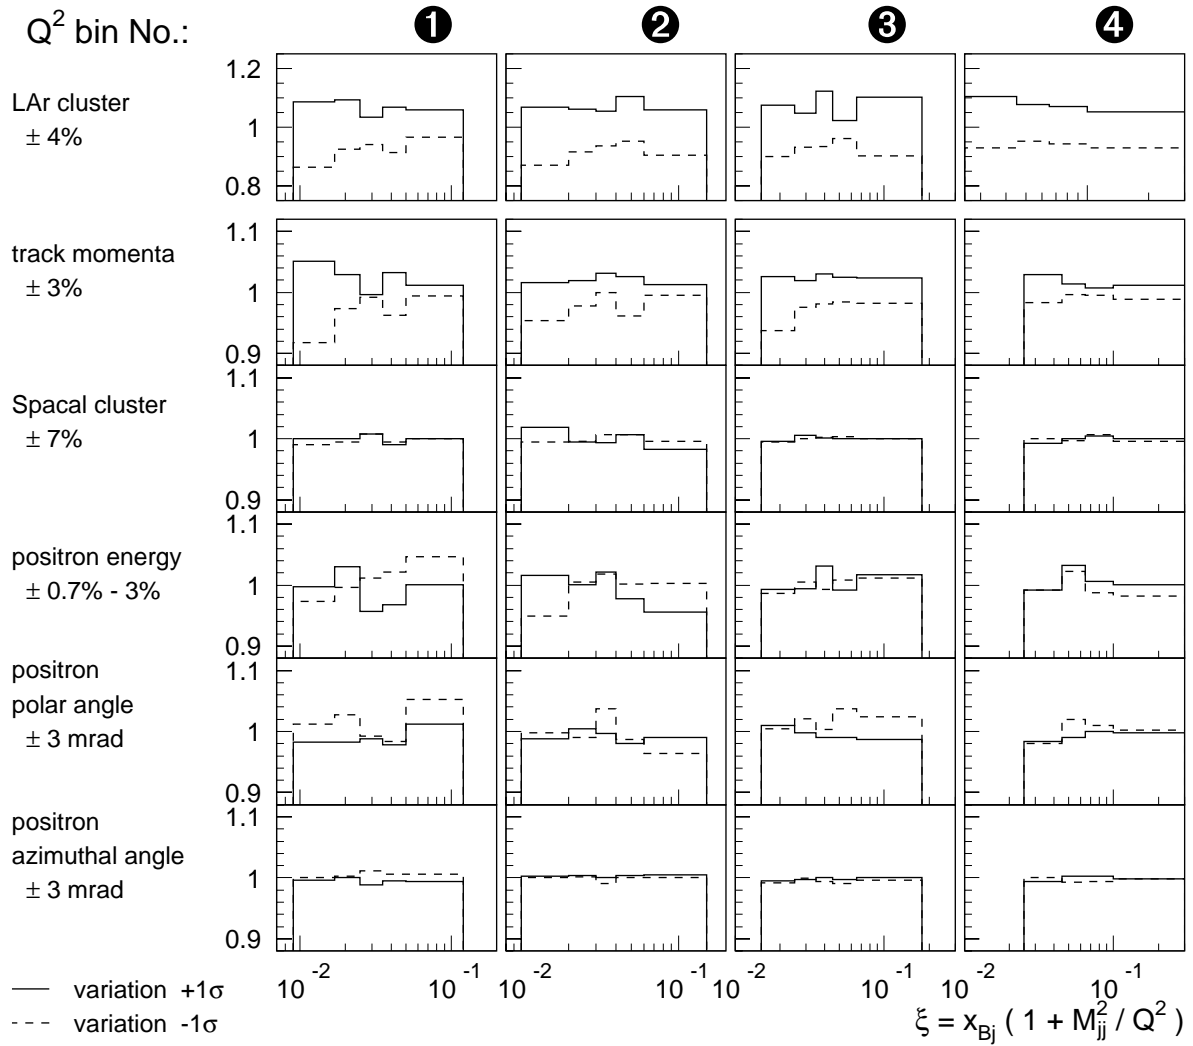 Q² bin No.: ❶ ❷ ❸ ❹
LAr cluster
± 4%
1.2
1
0.8
track momenta
± 3%
1.1
1
0.9
Spacal cluster
± 7%
1.1
1
0.9
positron energy
± 0.7% - 3%
1.1
1
0.9
positron
polar angle
± 3 mrad
1.1
1
0.9
positron
azimuthal angle
± 3 mrad
1.1
1
0.9
10⁻² 10⁻¹ 10⁻² 10⁻¹ 10⁻² 10⁻¹ 10⁻² 10⁻¹
variation +1σ
variation -1σ
ξ = x_Bj ( 1 + M²_jj / Q² )